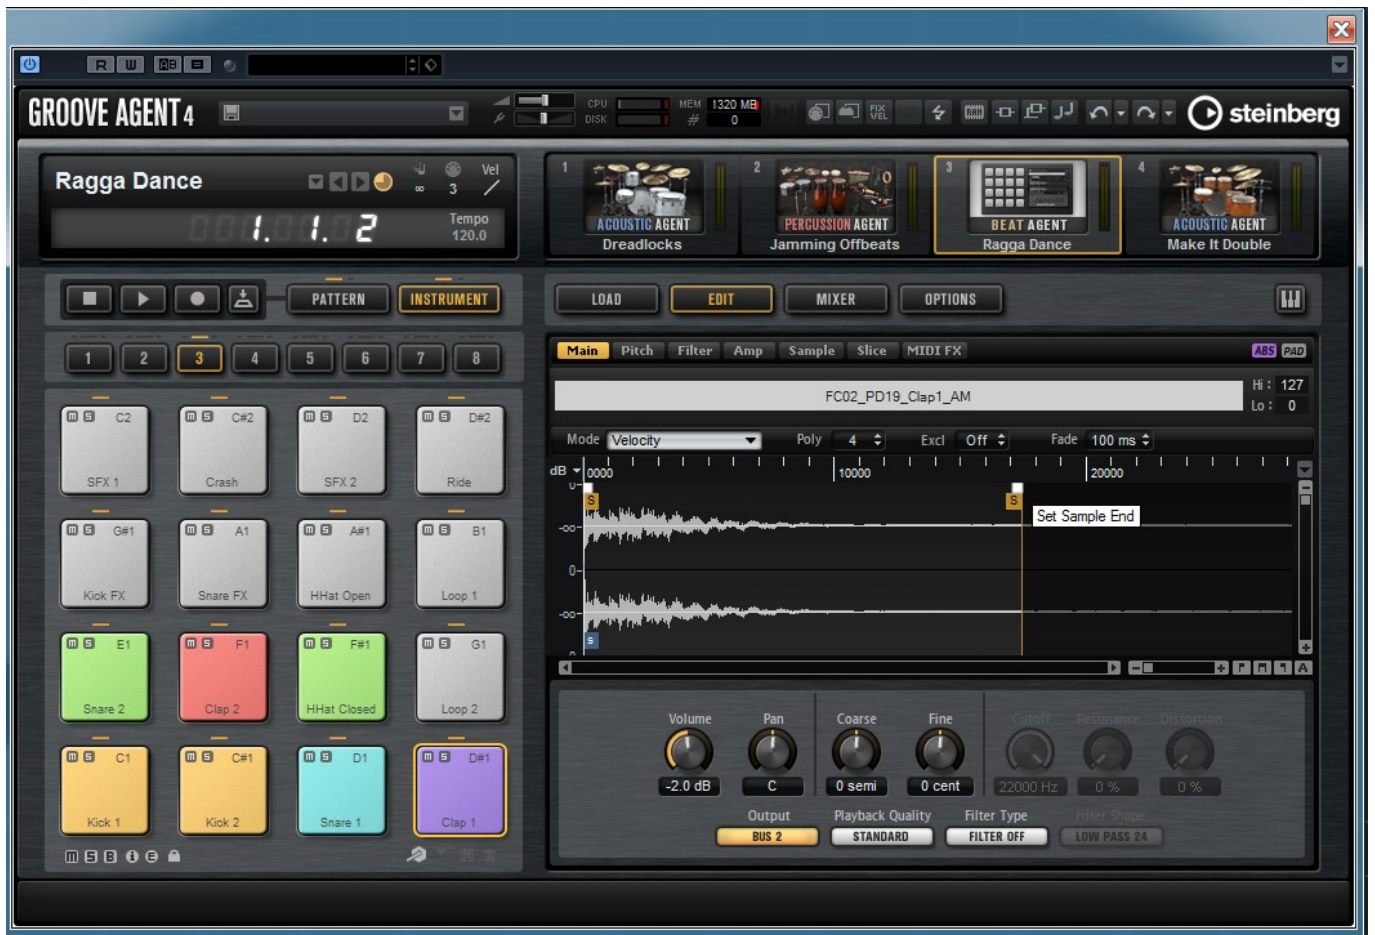 R W AB E
GROOVE AGENT 4
CPU MEM 1320 MB
DISK # 0
FIX VEL
steinberg
Ragga Dance
Vel
∞ 3
1. 1. 2
Tempo
120.0
1 ACOUSTIC AGENT Dreadlocks
2 PERCUSSION AGENT Jamming Offbeats
3 BEAT AGENT Ragga Dance
4 ACOUSTIC AGENT Make It Double
PATTERN INSTRUMENT
LOAD EDIT MIXER OPTIONS
1 2 3 4 5 6 7 8
Main Pitch Filter Amp Sample Slice MIDI FX ABS PAD
FC02_PD19_Clap1_AM
Hi : 127
Lo : 0
Mode Velocity Poly 4 Excl Off Fade 100 ms
dB 0000 10000 20000
0
S S
Set Sample End
-∞
0
-∞
S
A
M S C2 M S C#2 M S D2 M S D#2
SFX 1 Crash SFX 2 Ride
M S G#1 M S A1 M S A#1 M S B1
Kick FX Snare FX HHat Open Loop 1
M S E1 M S F1 M S F#1 M S G1
Snare 2 Clap 2 HHat Closed Loop 2
M S C1 M S C#1 M S D1 M S D#1
Kick 1 Kick 2 Snare 1 Clap 1
M S B i E
Volume Pan Coarse Fine Cutoff Resonance Distortion
-2.0 dB C 0 semi 0 cent 22000 Hz 0 % 0 %
Output Playback Quality Filter Type Filter Shape
BUS 2 STANDARD FILTER OFF LOW PASS 24